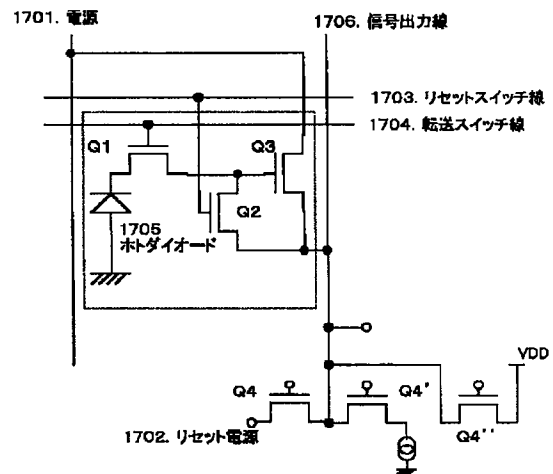 1701. 電源
1706. 信号出力線
1703. リセットスイッチ線
1704. 転送スイッチ線
Q1
Q3
Q2
1705
ホトダイオード
VDD
Q4
Q4'
1702. リセット電源
Q4''